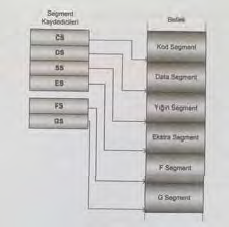 Segment
Kaydedicileri
CS
DS
SS
ES
FS
GS
Bellek
Kod Segment
Data Segment
Yığın Segment
Ekstra Segment
F Segment
G Segment